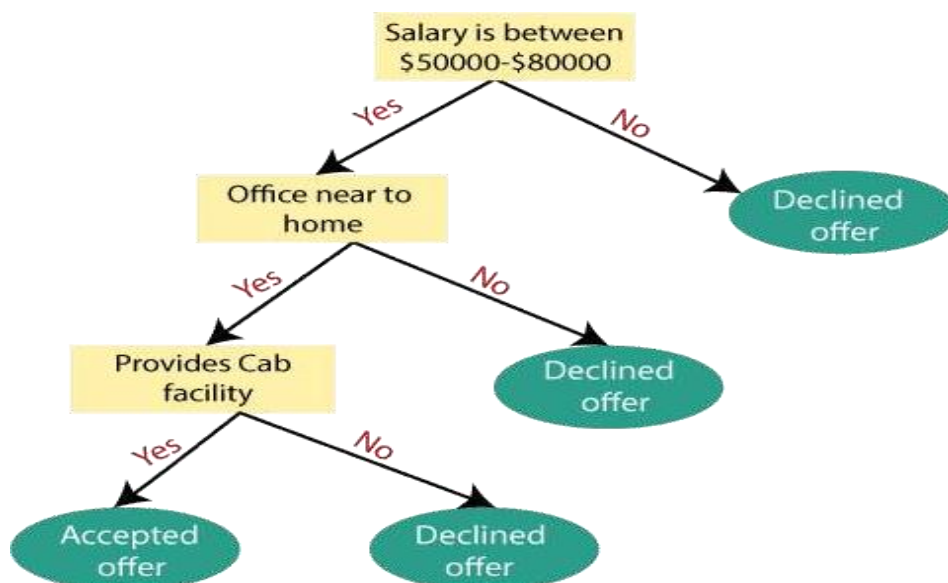 Salary is between
$50000-$80000
Yes
No
Office near to
home
Declined
offer
Yes
No
Provides Cab
facility
Declined
offer
Yes
No
Accepted
offer
Declined
offer